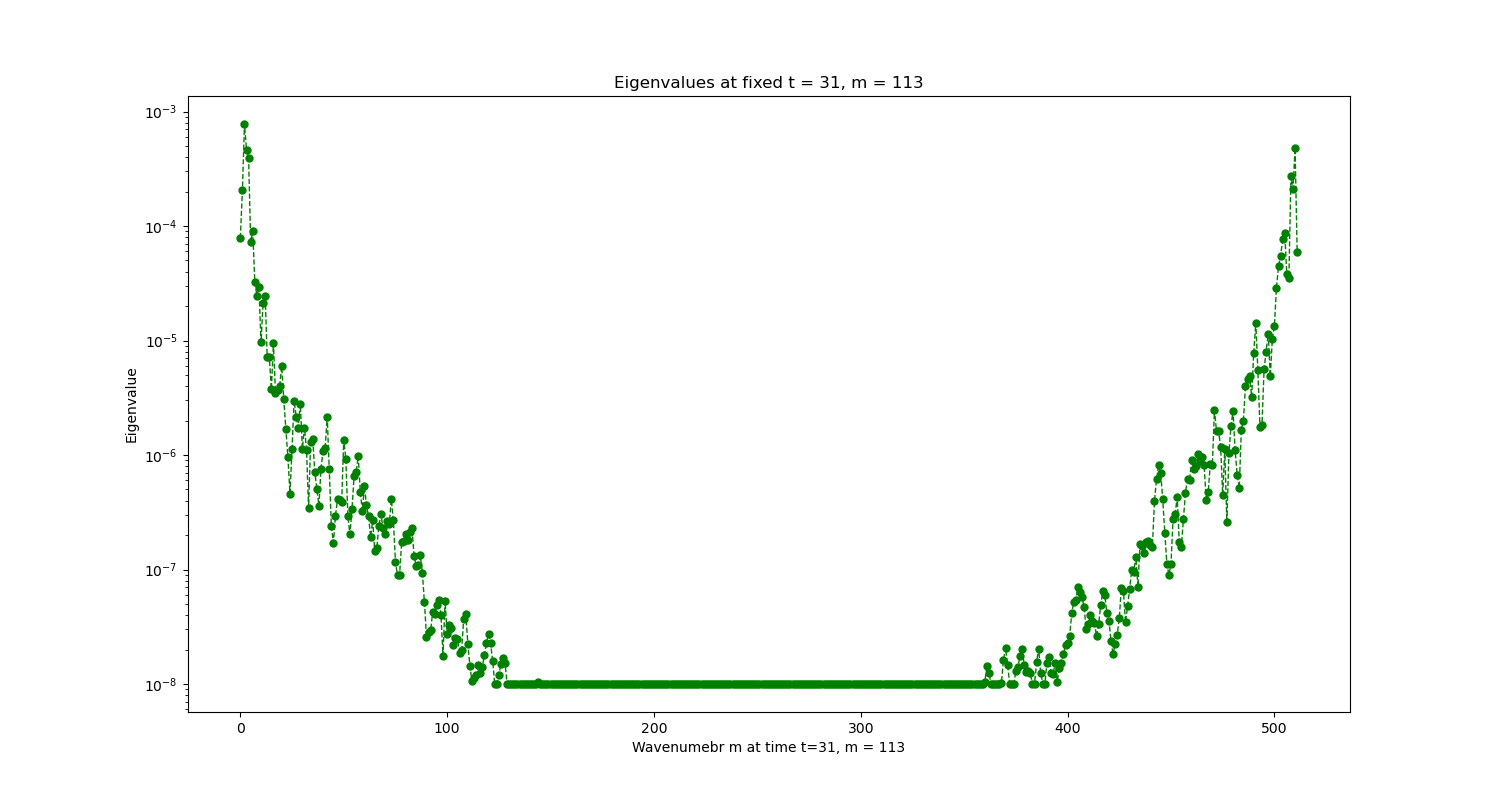 Eigenvalues at fixed t = 31, m = 113
10⁻³
10⁻⁴
10⁻⁵
10⁻⁶
10⁻⁷
10⁻⁸
Eigenvalue
0 100 200 300 400 500
Wavenumebr m at time t=31, m = 113